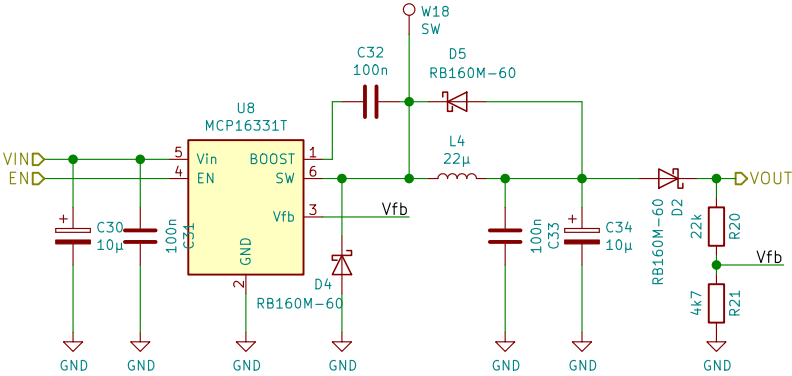 W18
SW
C32
100n
D5
RB160M-60
U8
MCP16331T
L4
22µ
VIN
5
Vin
BOOST
1
EN
4
EN
SW
6
VOUT
Vfb
3
Vfb
C30
10µ
100n
C31
GND
2
D4
RB160M-60
100n
C33
C34
10µ
RB160M-60
D2
22k
R20
Vfb
4k7
R21
GND
GND
GND
GND
GND
GND
GND